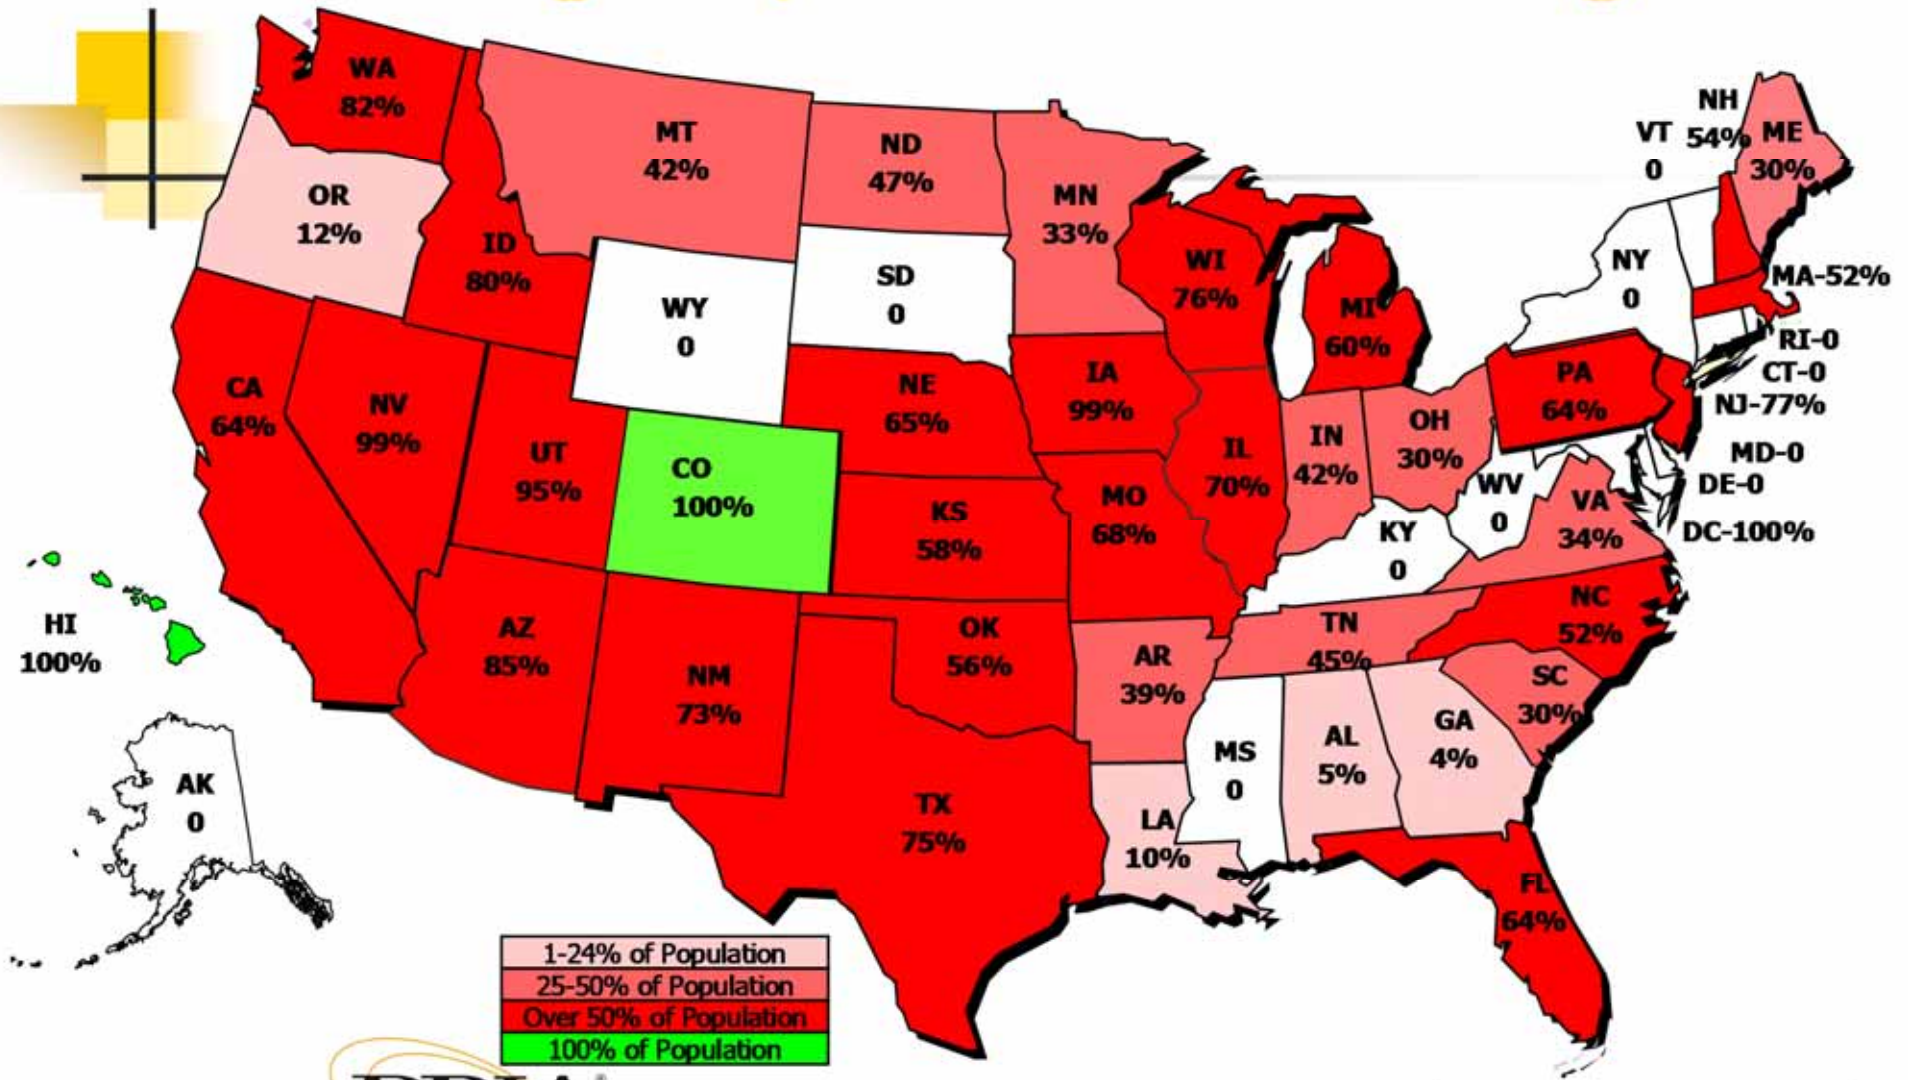 WA
82%
MT
42%
ND
47%
MN
33%
NH
54%
VT
0
ME
30%
OR
12%
ID
80%
WY
0
SD
0
WI
76%
MI
60%
NY
0
MA-52%
RI-0
CT-0
NJ-77%
MD-0
DE-0
DC-100%
CA
64%
NV
99%
UT
95%
CO
100%
NE
65%
IA
99%
IL
70%
IN
42%
OH
30%
PA
64%
WV
0
VA
34%
KS
58%
MO
68%
KY
0
NC
52%
HI
100%
AZ
85%
NM
73%
OK
56%
AR
39%
TN
45%
SC
30%
AK
0
TX
75%
LA
10%
MS
0
AL
5%
GA
4%
FL
64%
1-24% of Population
25-50% of Population
Over 50% of Population
100% of Population